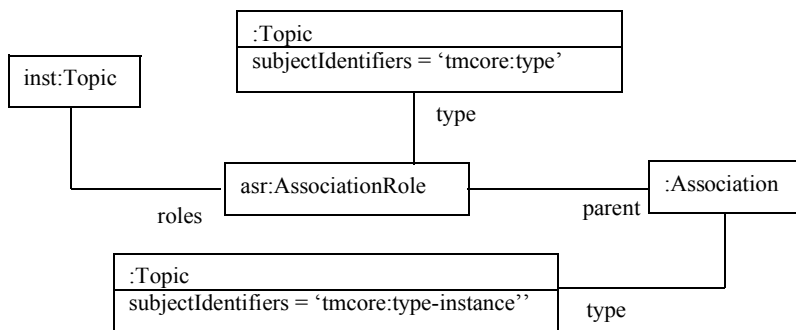 :Topic
subjectIdentifiers = ‘tmcore:type’
inst:Topic
type
asr:AssociationRole
:Association
roles
parent
:Topic
subjectIdentifiers = ‘tmcore:type-instance’’
type